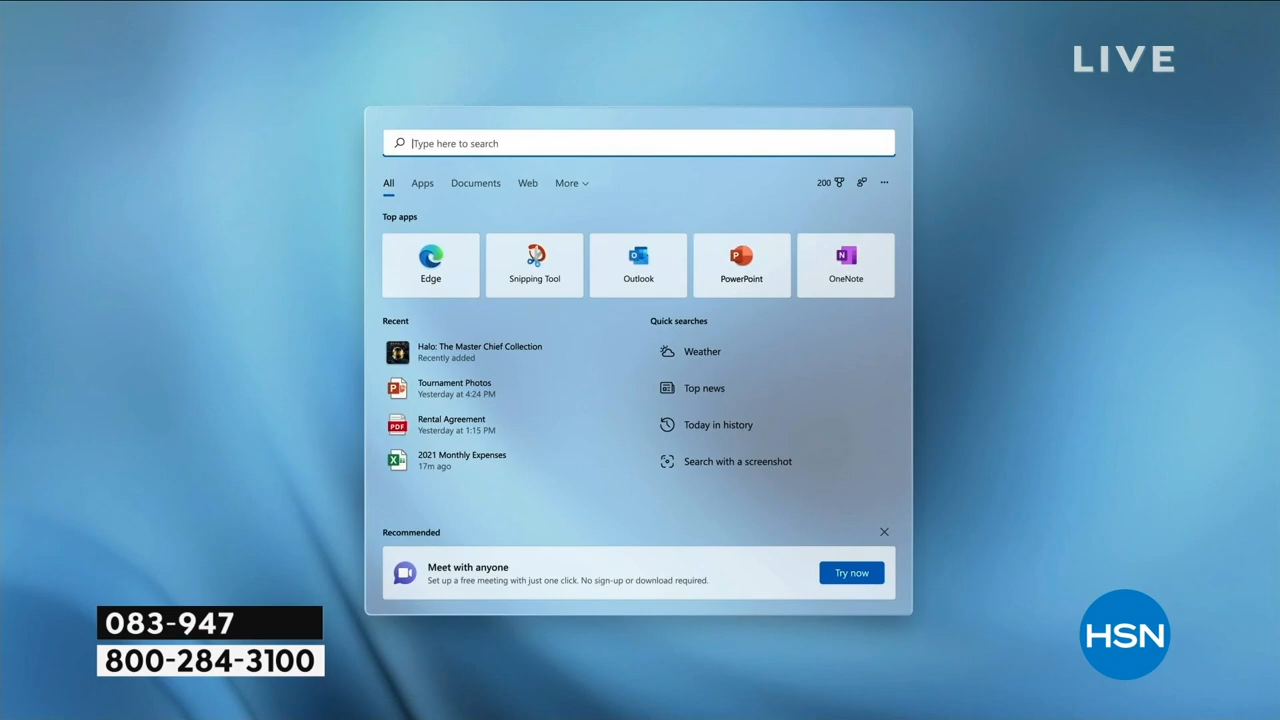 LIVE
Type here to search
All Apps Documents Web More 200
Top apps
Edge Snipping Tool Outlook PowerPoint OneNote
Recent Quick searches
Halo: The Master Chief Collection
Recently added
Weather
Tournament Photos
Yesterday at 4:24 PM
Top news
Rental Agreement
Yesterday at 1:15 PM
Today in history
2021 Monthly Expenses
17m ago
Search with a screenshot
Recommended
Meet with anyone
Set up a free meeting with just one click. No sign-up or download required.
Try now
083-947
800-284-3100
HSN